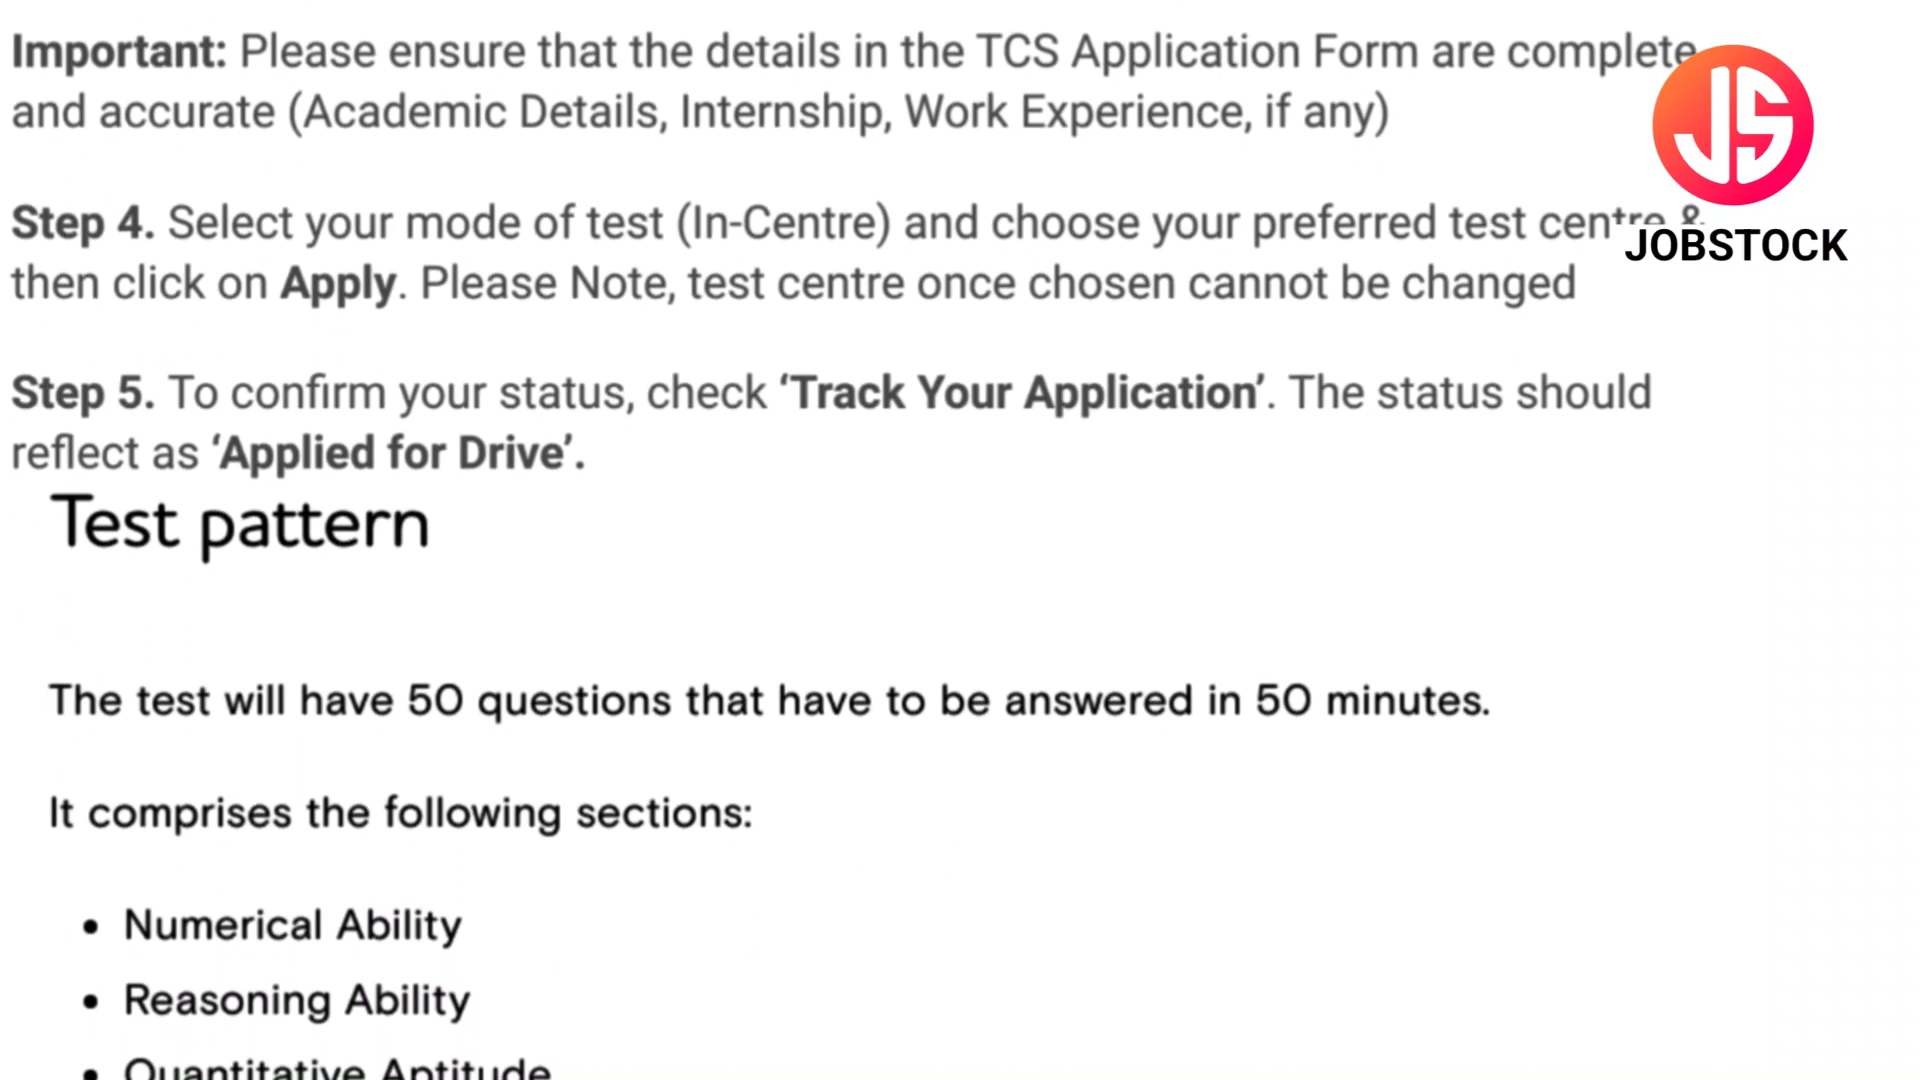 Important: Please ensure that the details in the TCS Application Form are complete
and accurate (Academic Details, Internship, Work Experience, if any)
JS
Step 4. Select your mode of test (In-Centre) and choose your preferred test centre &
JOBSTOCK
then click on Apply. Please Note, test centre once chosen cannot be changed
Step 5. To confirm your status, check ‘Track Your Application’. The status should
reflect as ‘Applied for Drive’.
Test pattern
The test will have 50 questions that have to be answered in 50 minutes.
It comprises the following sections:
• Numerical Ability
• Reasoning Ability
• Quantitative Aptitude